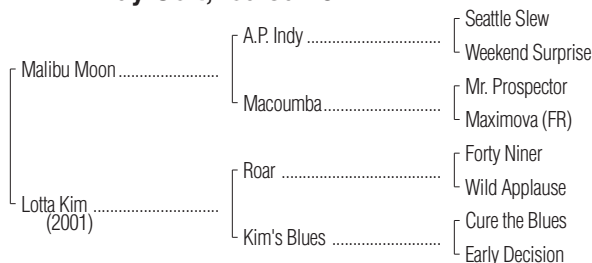 Seattle Slew
A.P. Indy
Weekend Surprise
Malibu Moon
Mr. Prospector
Macoumba
Maximova (FR)
Forty Niner
Roar
Wild Applause
Lotta Kim
(2001)
Cure the Blues
Kim's Blues
Early Decision